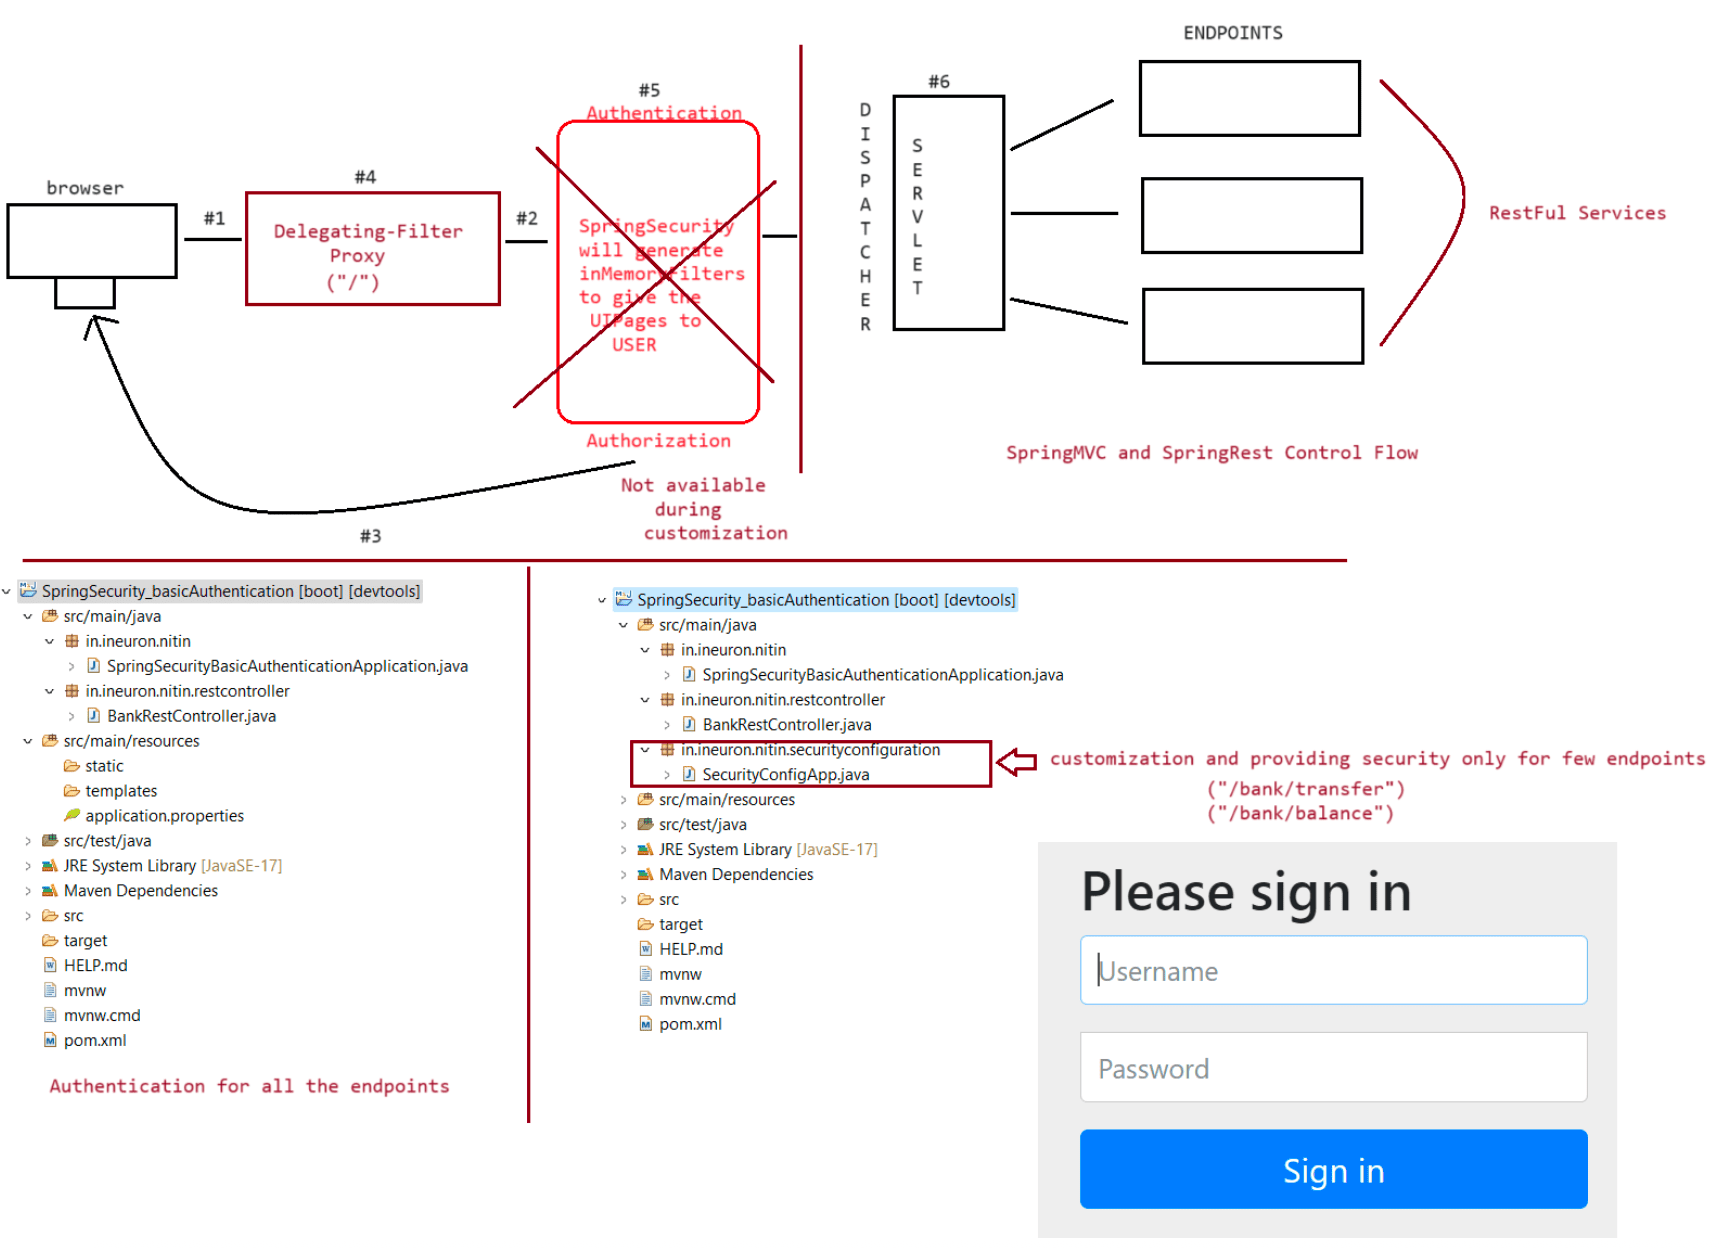 ENDPOINTS
#5
Authentication
#6
DISPATCHER
SERVLET
browser
#4
#1
Delegating-Filter
Proxy
("/")
#2
SpringSecurity
will generate
inMemoryFilters
to give the
UIPages to
USER
RestFul Services
Authorization
SpringMVC and SpringRest Control Flow
Not available
during
customization
#3
SpringSecurity_basicAuthentication [boot] [devtools]
src/main/java
in.ineuron.nitin
SpringSecurityBasicAuthenticationApplication.java
in.ineuron.nitin.restcontroller
BankRestController.java
src/main/resources
static
templates
application.properties
src/test/java
JRE System Library [JavaSE-17]
Maven Dependencies
src
target
HELP.md
mvnw
mvnw.cmd
pom.xml
Authentication for all the endpoints
SpringSecurity_basicAuthentication [boot] [devtools]
src/main/java
in.ineuron.nitin
SpringSecurityBasicAuthenticationApplication.java
in.ineuron.nitin.restcontroller
BankRestController.java
in.ineuron.nitin.securityconfiguration
SecurityConfigApp.java
src/main/resources
src/test/java
JRE System Library [JavaSE-17]
Maven Dependencies
src
target
HELP.md
mvnw
mvnw.cmd
pom.xml
customization and providing security only for few endpoints
("/bank/transfer")
("/bank/balance")
Please sign in
Username
Password
Sign in